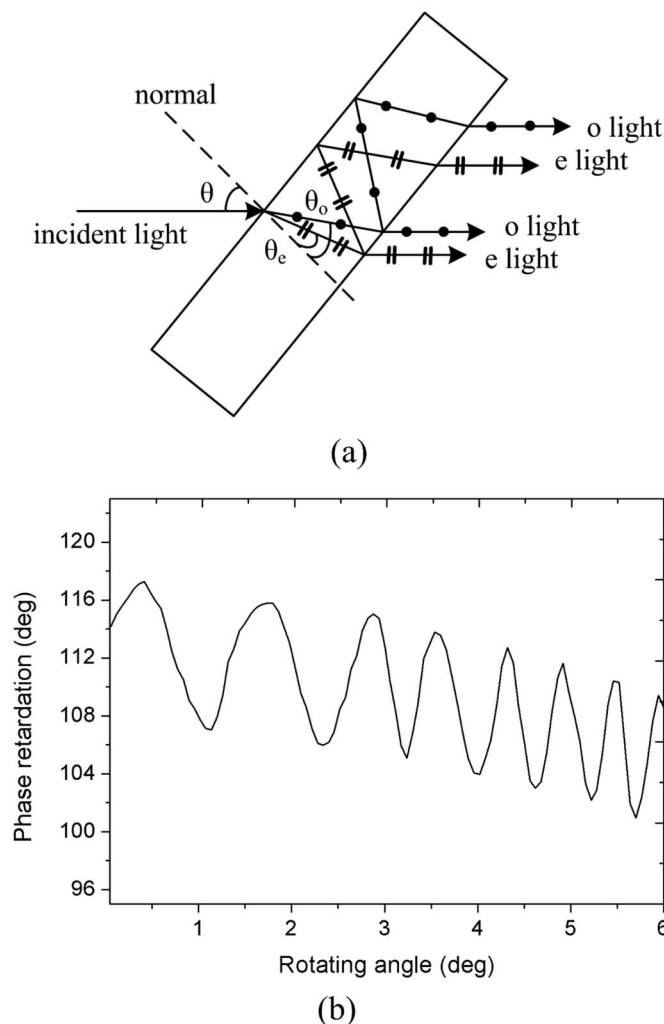 normal
o light
e light
θ
θo
incident light
o light
θe
e light
(a)
120
116
112
108
104
100
96
Phase retardation (deg)
1 2 3 4 5 6
Rotating angle (deg)
(b)